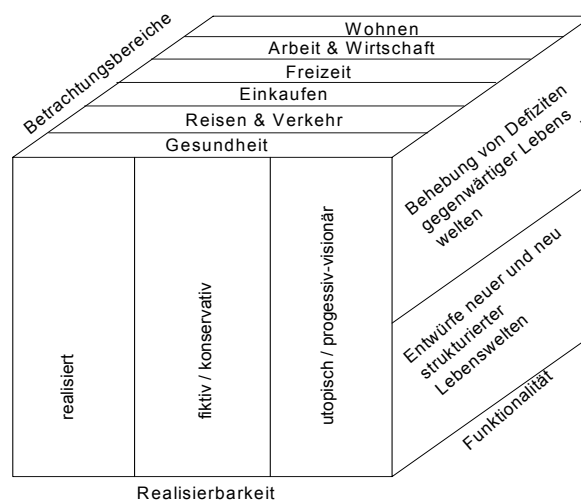 Betrachtungsbereiche
Wohnen
Arbeit & Wirtschaft
Freizeit
Einkaufen
Reisen & Verkehr
Gesundheit
realisiert
fiktiv / konservativ
utopisch / progessiv-visionär
Realisierbarkeit
Behebung von Defiziten
gegenwärtiger Lebens
welten
Entwürfe neuer und neu
strukturierter
Lebenswelten
Funktionalität